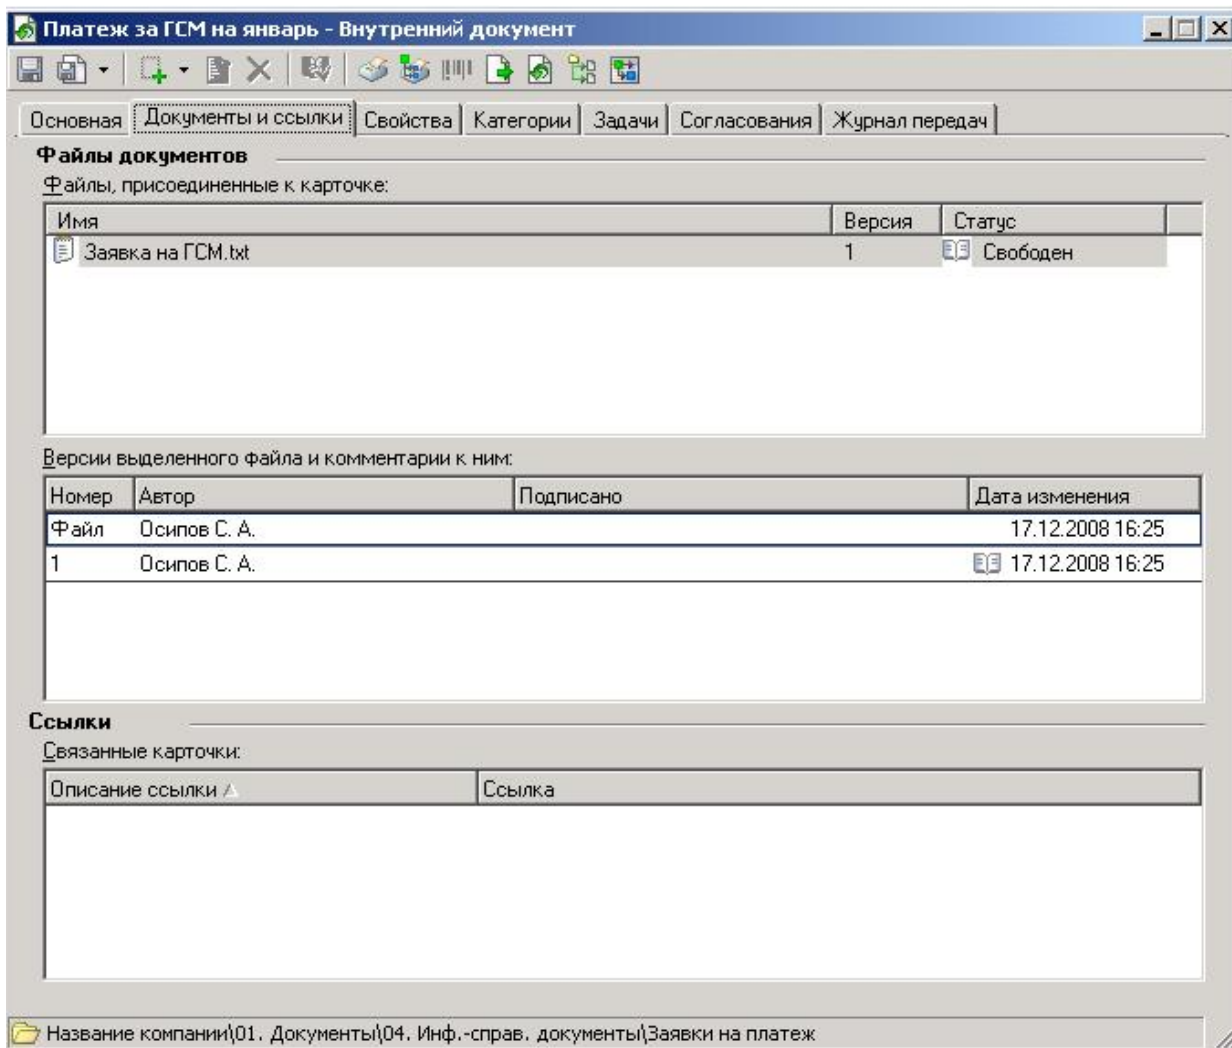 Платеж за ГСМ на январь - Внутренний документ
Основная Документы и ссылки Свойства Категории Задачи Согласования Журнал передач
Файлы документов
Файлы, присоединенные к карточке:
Имя Версия Статус
Заявка на ГСМ.txt 1 Свободен
Версии выделенного файла и комментарии к ним:
Номер Автор Подписано Дата изменения
Файл Осипов С. А. 17.12.2008 16:25
1 Осипов С. А. 17.12.2008 16:25
Ссылки
Связанные карточки:
Описание ссылки Ссылка
Название компании\01. Документы\04. Инф.-справ. документы\Заявки на платеж